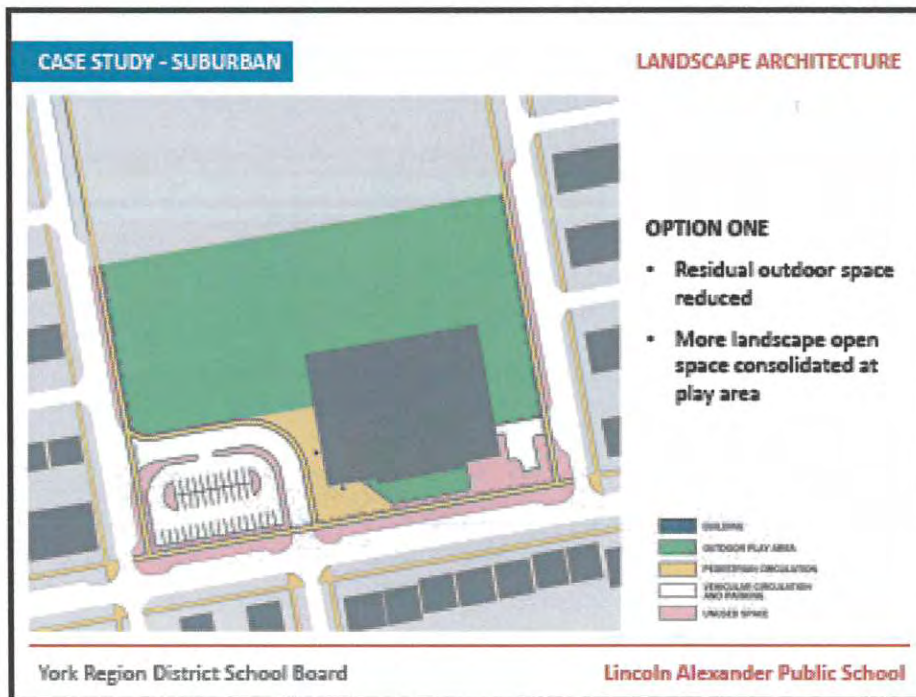 CASE STUDY - SUBURBAN
LANDSCAPE ARCHITECTURE
OPTION ONE
• Residual outdoor space
reduced
• More landscape open
space consolidated at
play area
BUILDING
OUTDOOR PLAY AREA
PEDESTRIAN CIRCULATION
VEHICULAR CIRCULATION
AND PARKING
UNUSED SPACE
York Region District School Board
Lincoln Alexander Public School